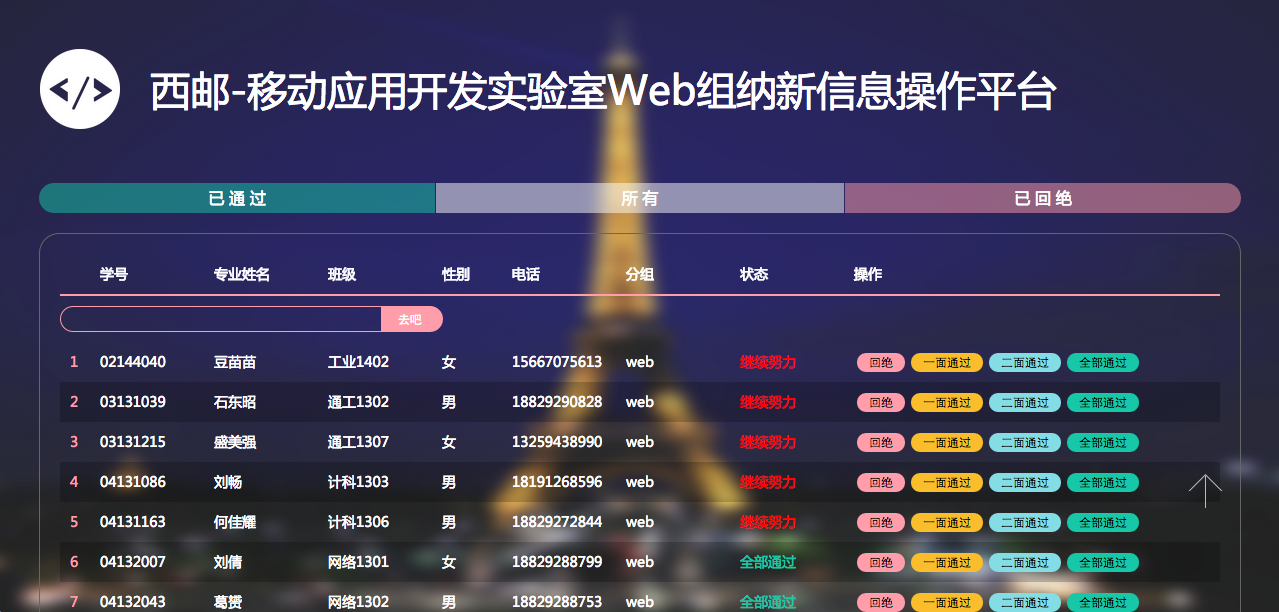 </>
西邮-移动应用开发实验室Web组纳新信息操作平台
已通过 所有 已回绝
学号 专业姓名 班级 性别 电话 分组 状态 操作
去吧
1 02144040 豆苗苗 工业1402 女 15667075613 web 继续努力 回绝 一面通过 二面通过 全部通过
2 03131039 石东昭 通工1302 男 18829290828 web 继续努力 回绝 一面通过 二面通过 全部通过
3 03131215 盛美强 通工1307 女 13259438990 web 继续努力 回绝 一面通过 二面通过 全部通过
4 04131086 刘畅 计科1303 男 18191268596 web 继续努力 回绝 一面通过 二面通过 全部通过
5 04131163 何佳耀 计科1306 男 18829272844 web 继续努力 回绝 一面通过 二面通过 全部通过
6 04132007 刘倩 网络1301 女 18829288799 web 全部通过 回绝 一面通过 二面通过 全部通过
7 04132043 葛赟 网络1302 男 18829288753 web 全部通过 回绝 一面通过 二面通过 全部通过